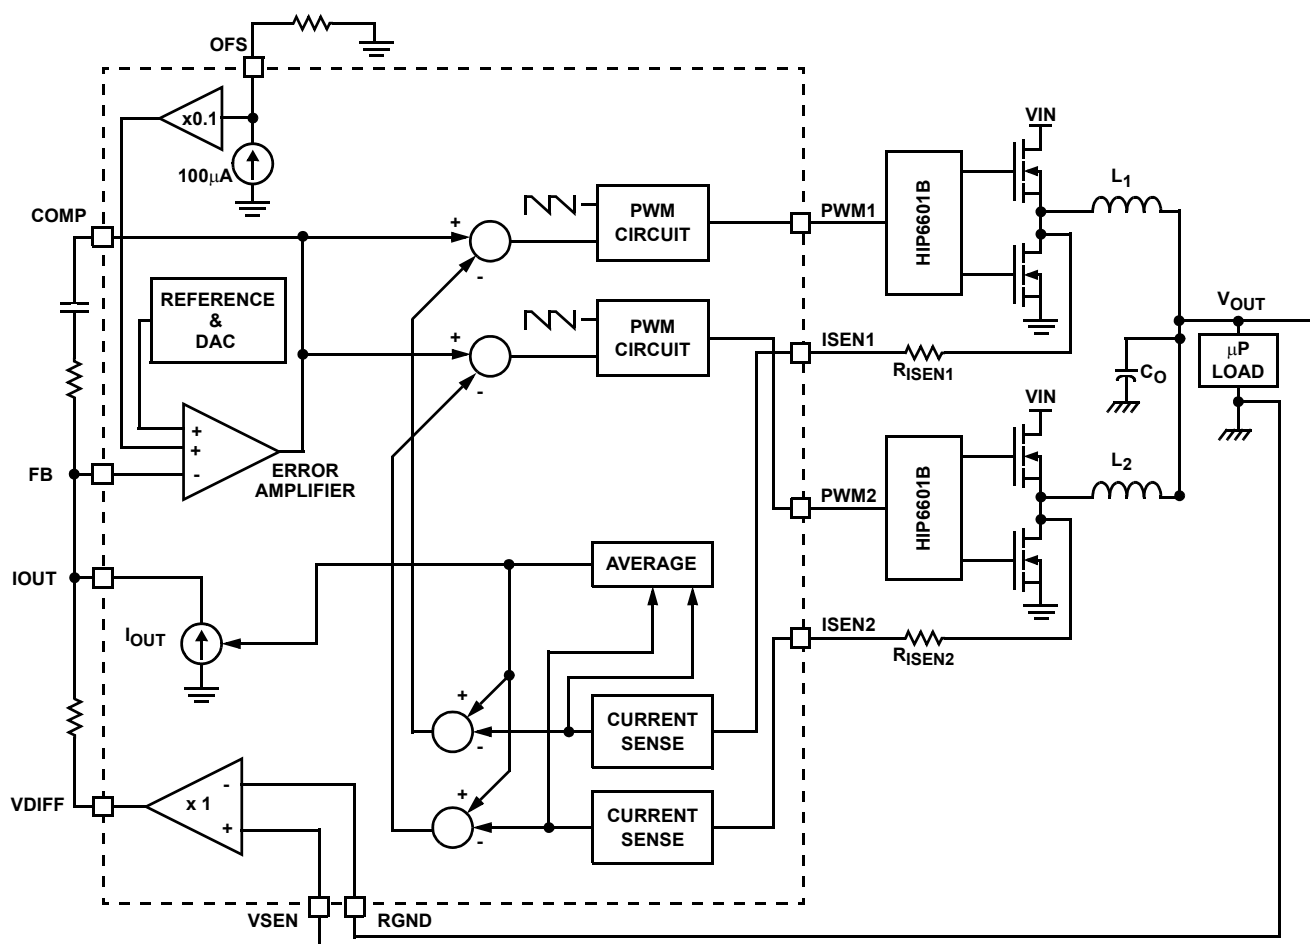 OFS
x0.1
100μA
VIN
L1
COMP
+
-
PWM
CIRCUIT
PWM1
HIP6601B
REFERENCE
&
DAC
VOUT
+
-
PWM
CIRCUIT
ISEN1
RISEN1
μP
LOAD
CO
VIN
+
+
-
ERROR
AMPLIFIER
FB
L2
PWM2
HIP6601B
IOUT
AVERAGE
IOUT
ISEN2
RISEN2
+
-
CURRENT
SENSE
VDIFF
x 1
-
+
+
-
CURRENT
SENSE
VSEN
RGND